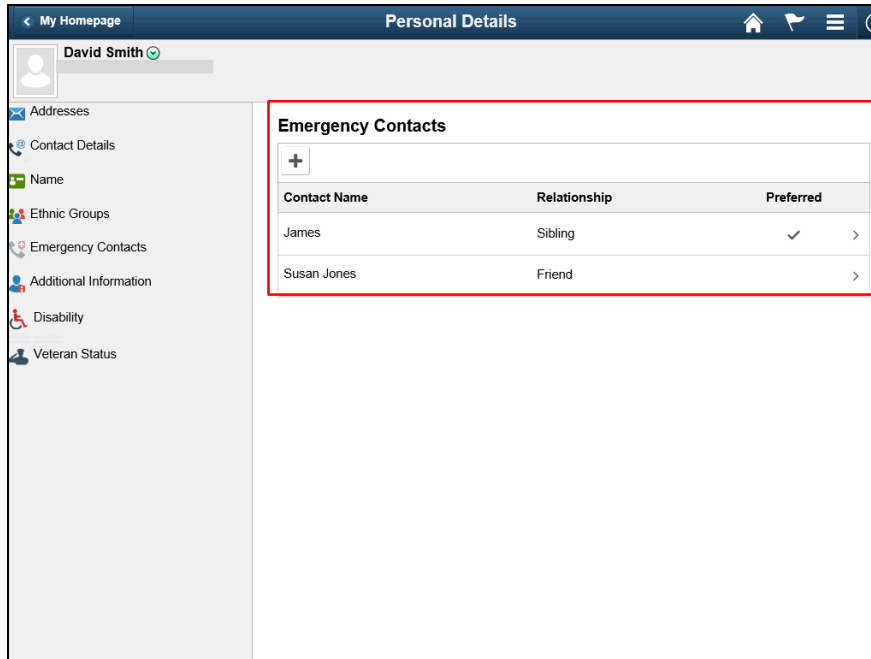 My Homepage
Personal Details
David Smith
Addresses
Contact Details
Name
Ethnic Groups
Emergency Contacts
Additional Information
Disability
Veteran Status
Emergency Contacts
Contact Name Relationship Preferred
James Sibling
Susan Jones Friend